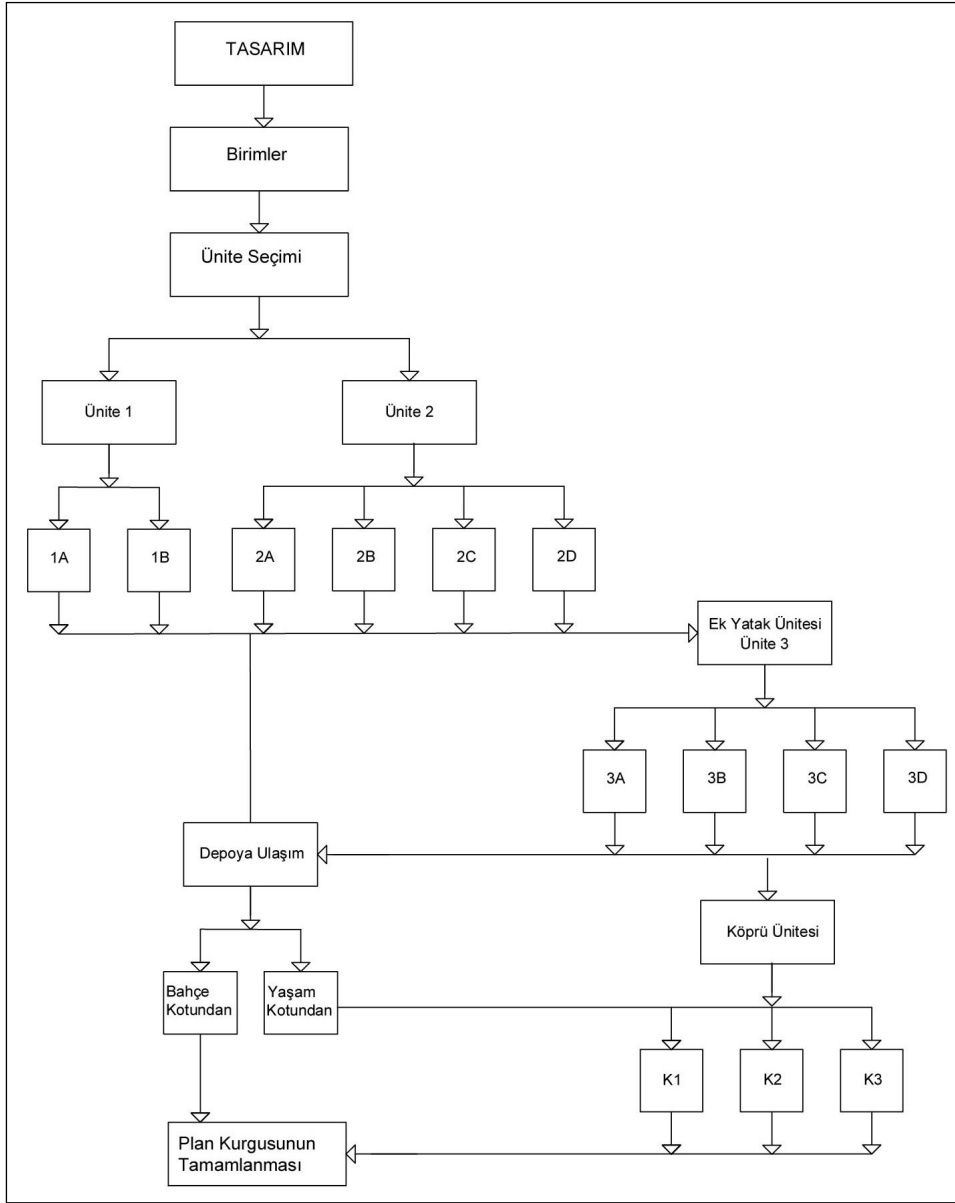 TASARIM
Birimler
Ünite Seçimi
Ünite 1
Ünite 2
1A
1B
2A
2B
2C
2D
Ek Yatak Ünitesi
Ünite 3
3A
3B
3C
3D
Depoya Ulaşım
Köprü Ünitesi
Bahçe
Kotundan
Yaşam
Kotundan
K1
K2
K3
Plan Kurgusunun
Tamamlanması